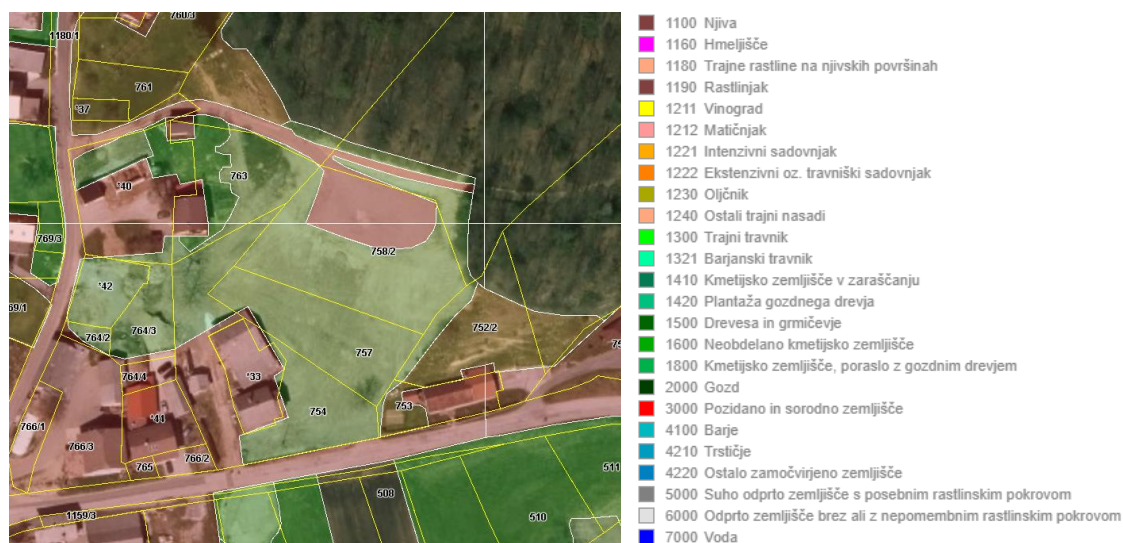 760/3
1180/1
761
'37
763
'40
769/3
758/2
'42
69/1
764/2
764/3
752/2
757
764/4
'33
754
753
766/1
'44
766/3
765
766/2
511
508
510
1159/3
1100 Njiva
1160 Hmeljišče
1180 Trajne rastline na njivskih površinah
1190 Rastlinjak
1211 Vinograd
1212 Matičnjak
1221 Intenzivni sadovnjak
1222 Ekstenzivni oz. travniški sadovnjak
1230 Oljčnik
1240 Ostali trajni nasadi
1300 Trajni travnik
1321 Barjanski travnik
1410 Kmetijsko zemljišče v zaraščanju
1420 Plantaža gozdnega drevja
1500 Drevesa in grmičevje
1600 Neobdelano kmetijsko zemljišče
1800 Kmetijsko zemljišče, poraslo z gozdnim drevjem
2000 Gozd
3000 Pozidano in sorodno zemljišče
4100 Barje
4210 Trstičje
4220 Ostalo zamočvirjeno zemljišče
5000 Suho odprto zemljišče s posebnim rastlinskim pokrovom
6000 Odprto zemljišče brez ali z nepomembnim rastlinskim pokrovom
7000 Voda